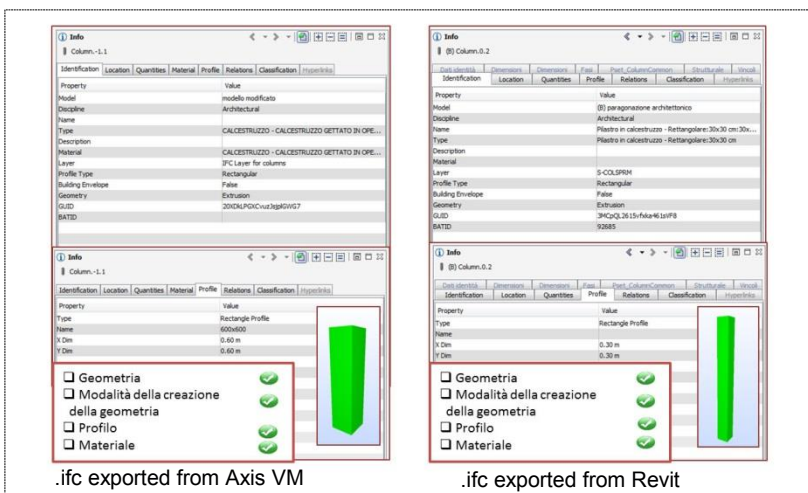 Info
Column.-1.1
Identification Location Quantities Material Profile Relations Classification Hyperlinks
Property Value
Model modello modificato
Discipline Architectural
Name
Type CALCESTRUZZO - CALCESTRUZZO GETTATO IN OPE...
Description
Material CALCESTRUZZO - CALCESTRUZZO GETTATO IN OPE...
Layer IFC Layer for columns
Profile Type Rectangular
Building Envelope False
Geometry Extrusion
GUID
BATID
Info
Column.-1.1
Identification Location Quantities Material Profile Relations Classification Hyperlinks
Property Value
Type Rectangle Profile
Name 600x600
X Dim 0.60 m
Y Dim 0.60 m
❑ Geometria
❑ Modalità della creazione
della geometria
❑ Profilo
❑ Materiale
.ifc exported from Axis VM
Info
(B) Column.0.2
Dati identità Dimensioni Dimensions Fasi Pset_ColumnCommon Strutturale Vincoli
Identification Location Quantities Profile Relations Classification Hyperlinks
Property Value
Model (B) paragonazione architettonico
Discipline Architectural
Name Pilastro in calcestruzzo - Rettangolare:30x30 cm:30x...
Type Pilastro in calcestruzzo - Rettangolare:30x30 cm
Description
Material
Layer S-COLSPRM
Profile Type Rectangular
Building Envelope False
Geometry Extrusion
GUID
BATID 92685
Info
(B) Column.0.2
Dati identità Dimensioni Dimensions Fasi Pset_ColumnCommon Strutturale Vincoli
Identification Location Quantities Profile Relations Classification Hyperlinks
Property Value
Type Rectangle Profile
Name
X Dim 0.30 m
Y Dim 0.30 m
❑ Geometria
❑ Modalità della creazione
della geometria
❑ Profilo
❑ Materiale
.ifc exported from Revit